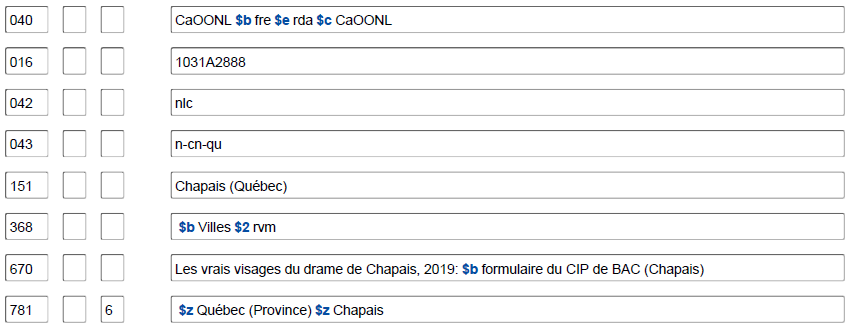 040 CaOONL $b fre $e rda $c CaOONL
016 1031A2888
042 nlc
043 n-cn-qu
151 Chapais (Québec)
368 $b Villes $2 rvm
670 Les vrais visages du drame de Chapais, 2019: $b formulaire du CIP de BAC (Chapais)
781 6 $z Québec (Province) $z Chapais